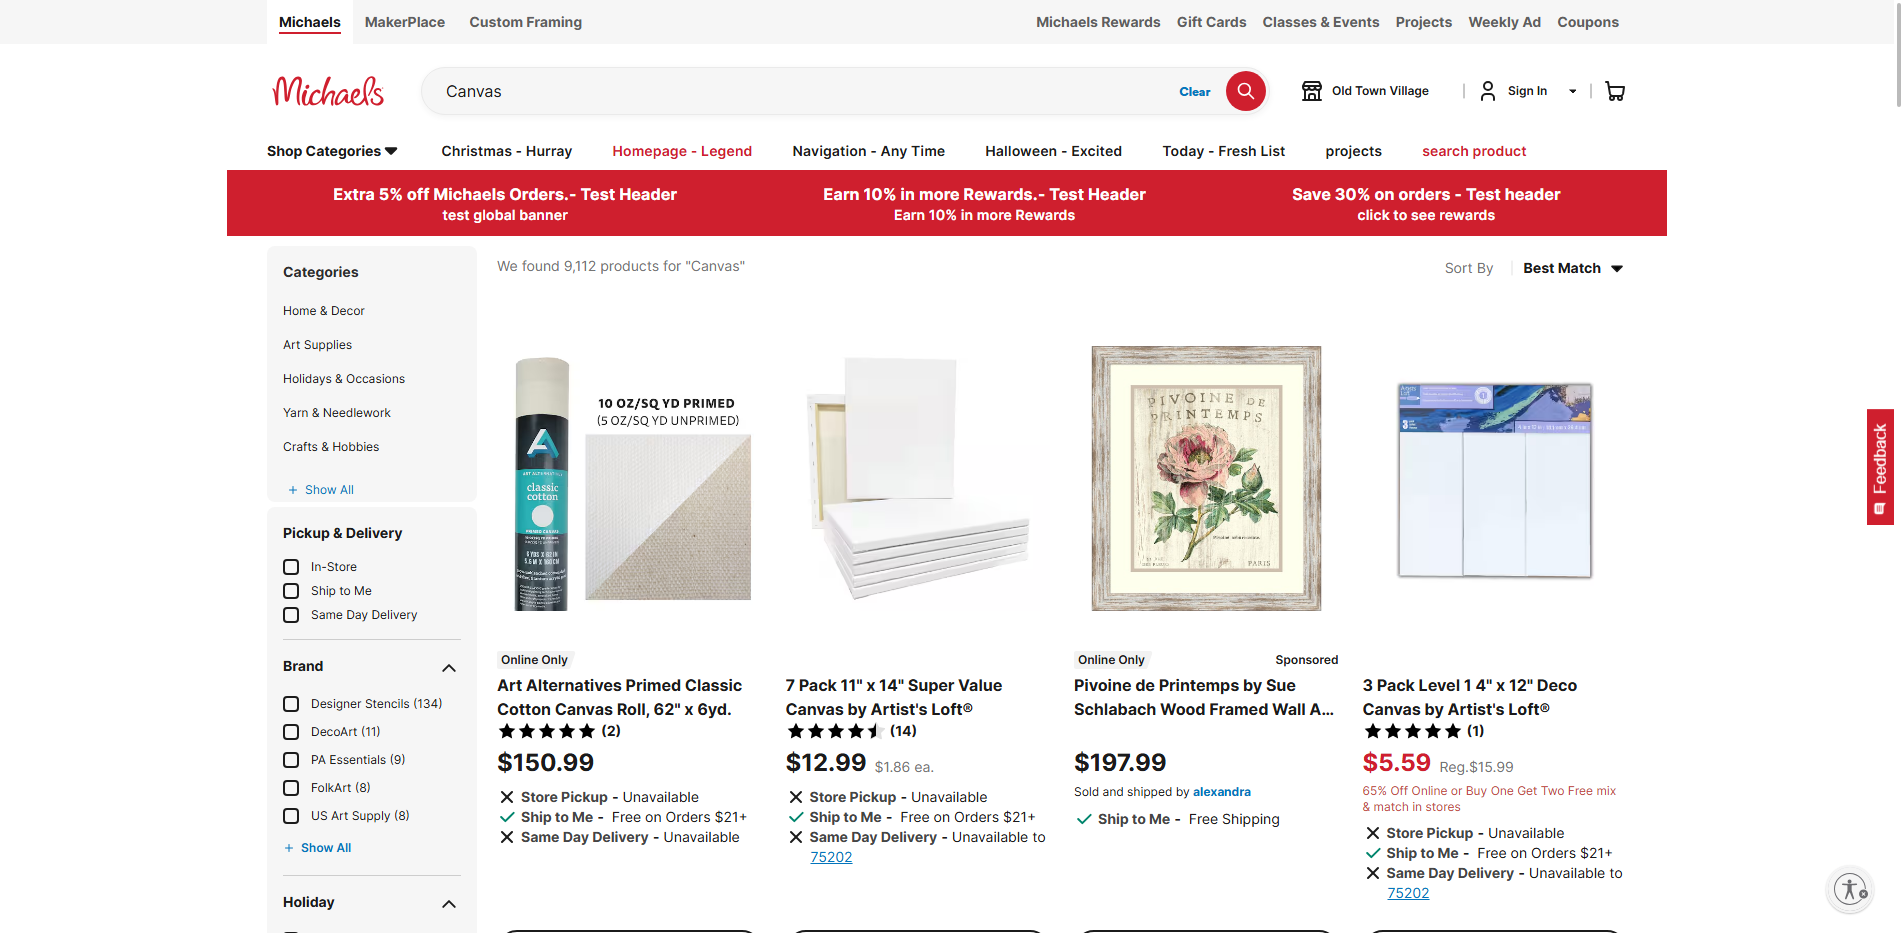 Michaels
MakerPlace
Custom Framing
Michaels Rewards
Gift Cards
Classes & Events
Projects
Weekly Ad
Coupons
Michaels
Canvas
Clear
Old Town Village
Sign In
Shop Categories
Christmas - Hurray
Homepage - Legend
Navigation - Any Time
Halloween - Excited
Today - Fresh List
projects
search product
Extra 5% off Michaels Orders.- Test Header
test global banner
Earn 10% in more Rewards.- Test Header
Earn 10% in more Rewards
Save 30% on orders - Test header
click to see rewards
Categories
Home & Decor
Art Supplies
Holidays & Occasions
Yarn & Needlework
Crafts & Hobbies
+ Show All
Pickup & Delivery
In-Store
Ship to Me
Same Day Delivery
Brand
Designer Stencils (134)
DecoArt (11)
PA Essentials (9)
FolkArt (8)
US Art Supply (8)
+ Show All
Holiday
We found 9,112 products for "Canvas"
Sort By
Best Match
10 OZ/SQ YD PRIMED
(5 OZ/SQ YD UNPRIMED)
classic
cotton
Online Only
Art Alternatives Primed Classic
Cotton Canvas Roll, 62" x 6yd.
(2)
$150.99
Store Pickup - Unavailable
Ship to Me - Free on Orders $21+
Same Day Delivery - Unavailable
7 Pack 11" x 14" Super Value
Canvas by Artist's Loft®
(14)
$12.99 $1.86 ea.
Store Pickup - Unavailable
Ship to Me - Free on Orders $21+
Same Day Delivery - Unavailable to
75202
PIVOINE DE
PRINTEMPS
PARIS
Online Only
Sponsored
Pivoine de Printemps by Sue
Schlabach Wood Framed Wall A...
$197.99
Sold and shipped by alexandra
Ship to Me - Free Shipping
3 Pack Level 1 4" x 12" Deco
Canvas by Artist's Loft®
(1)
$5.59 Reg.$15.99
65% Off Online or Buy One Get Two Free mix
& match in stores
Store Pickup - Unavailable
Ship to Me - Free on Orders $21+
Same Day Delivery - Unavailable to
75202
Feedback